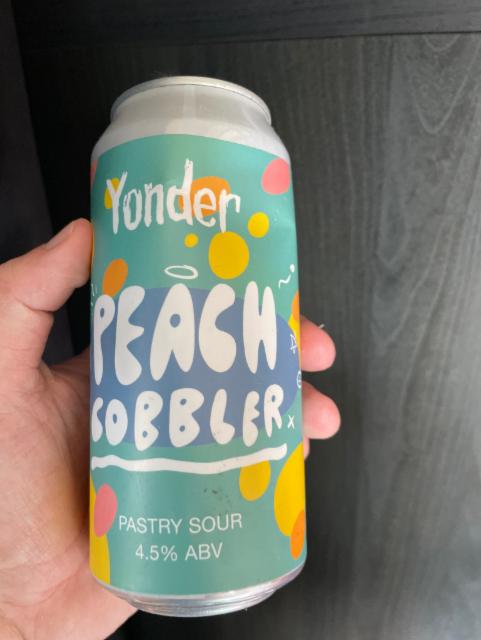 Yonder
PEACH
COBBLER
PASTRY SOUR
4.5% ABV